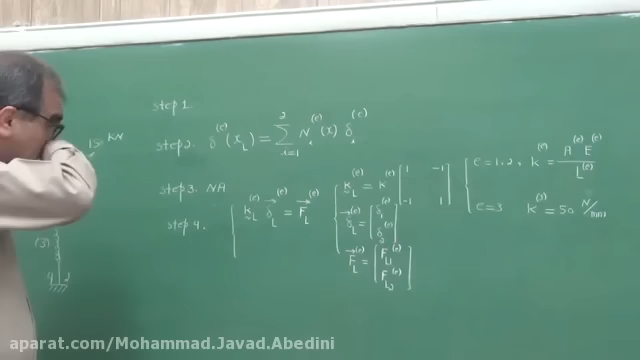 step 1.
step 2. δ^(e)(x_L) = Σ_{i=1}^{2} N_i^(e)(x) δ_i^(e)
step 3. NA
step 4. { k_L^(e) δ_L^(e) = F_L^(e) { k_L^(e) = k^(e) [1 -1; -1 1]
δ_L^(e) = [δ_1; δ_2]
F_L^(e) = [F_L1^(e); F_L2^(e)]
[ e = 1,2, k^(e) = A^(e) E^(e) / L^(e)
e = 3 k^(3) = 50 N/mm
150 KN
(3)
4 2
aparat.com/Mohammad.Javad.Abedini